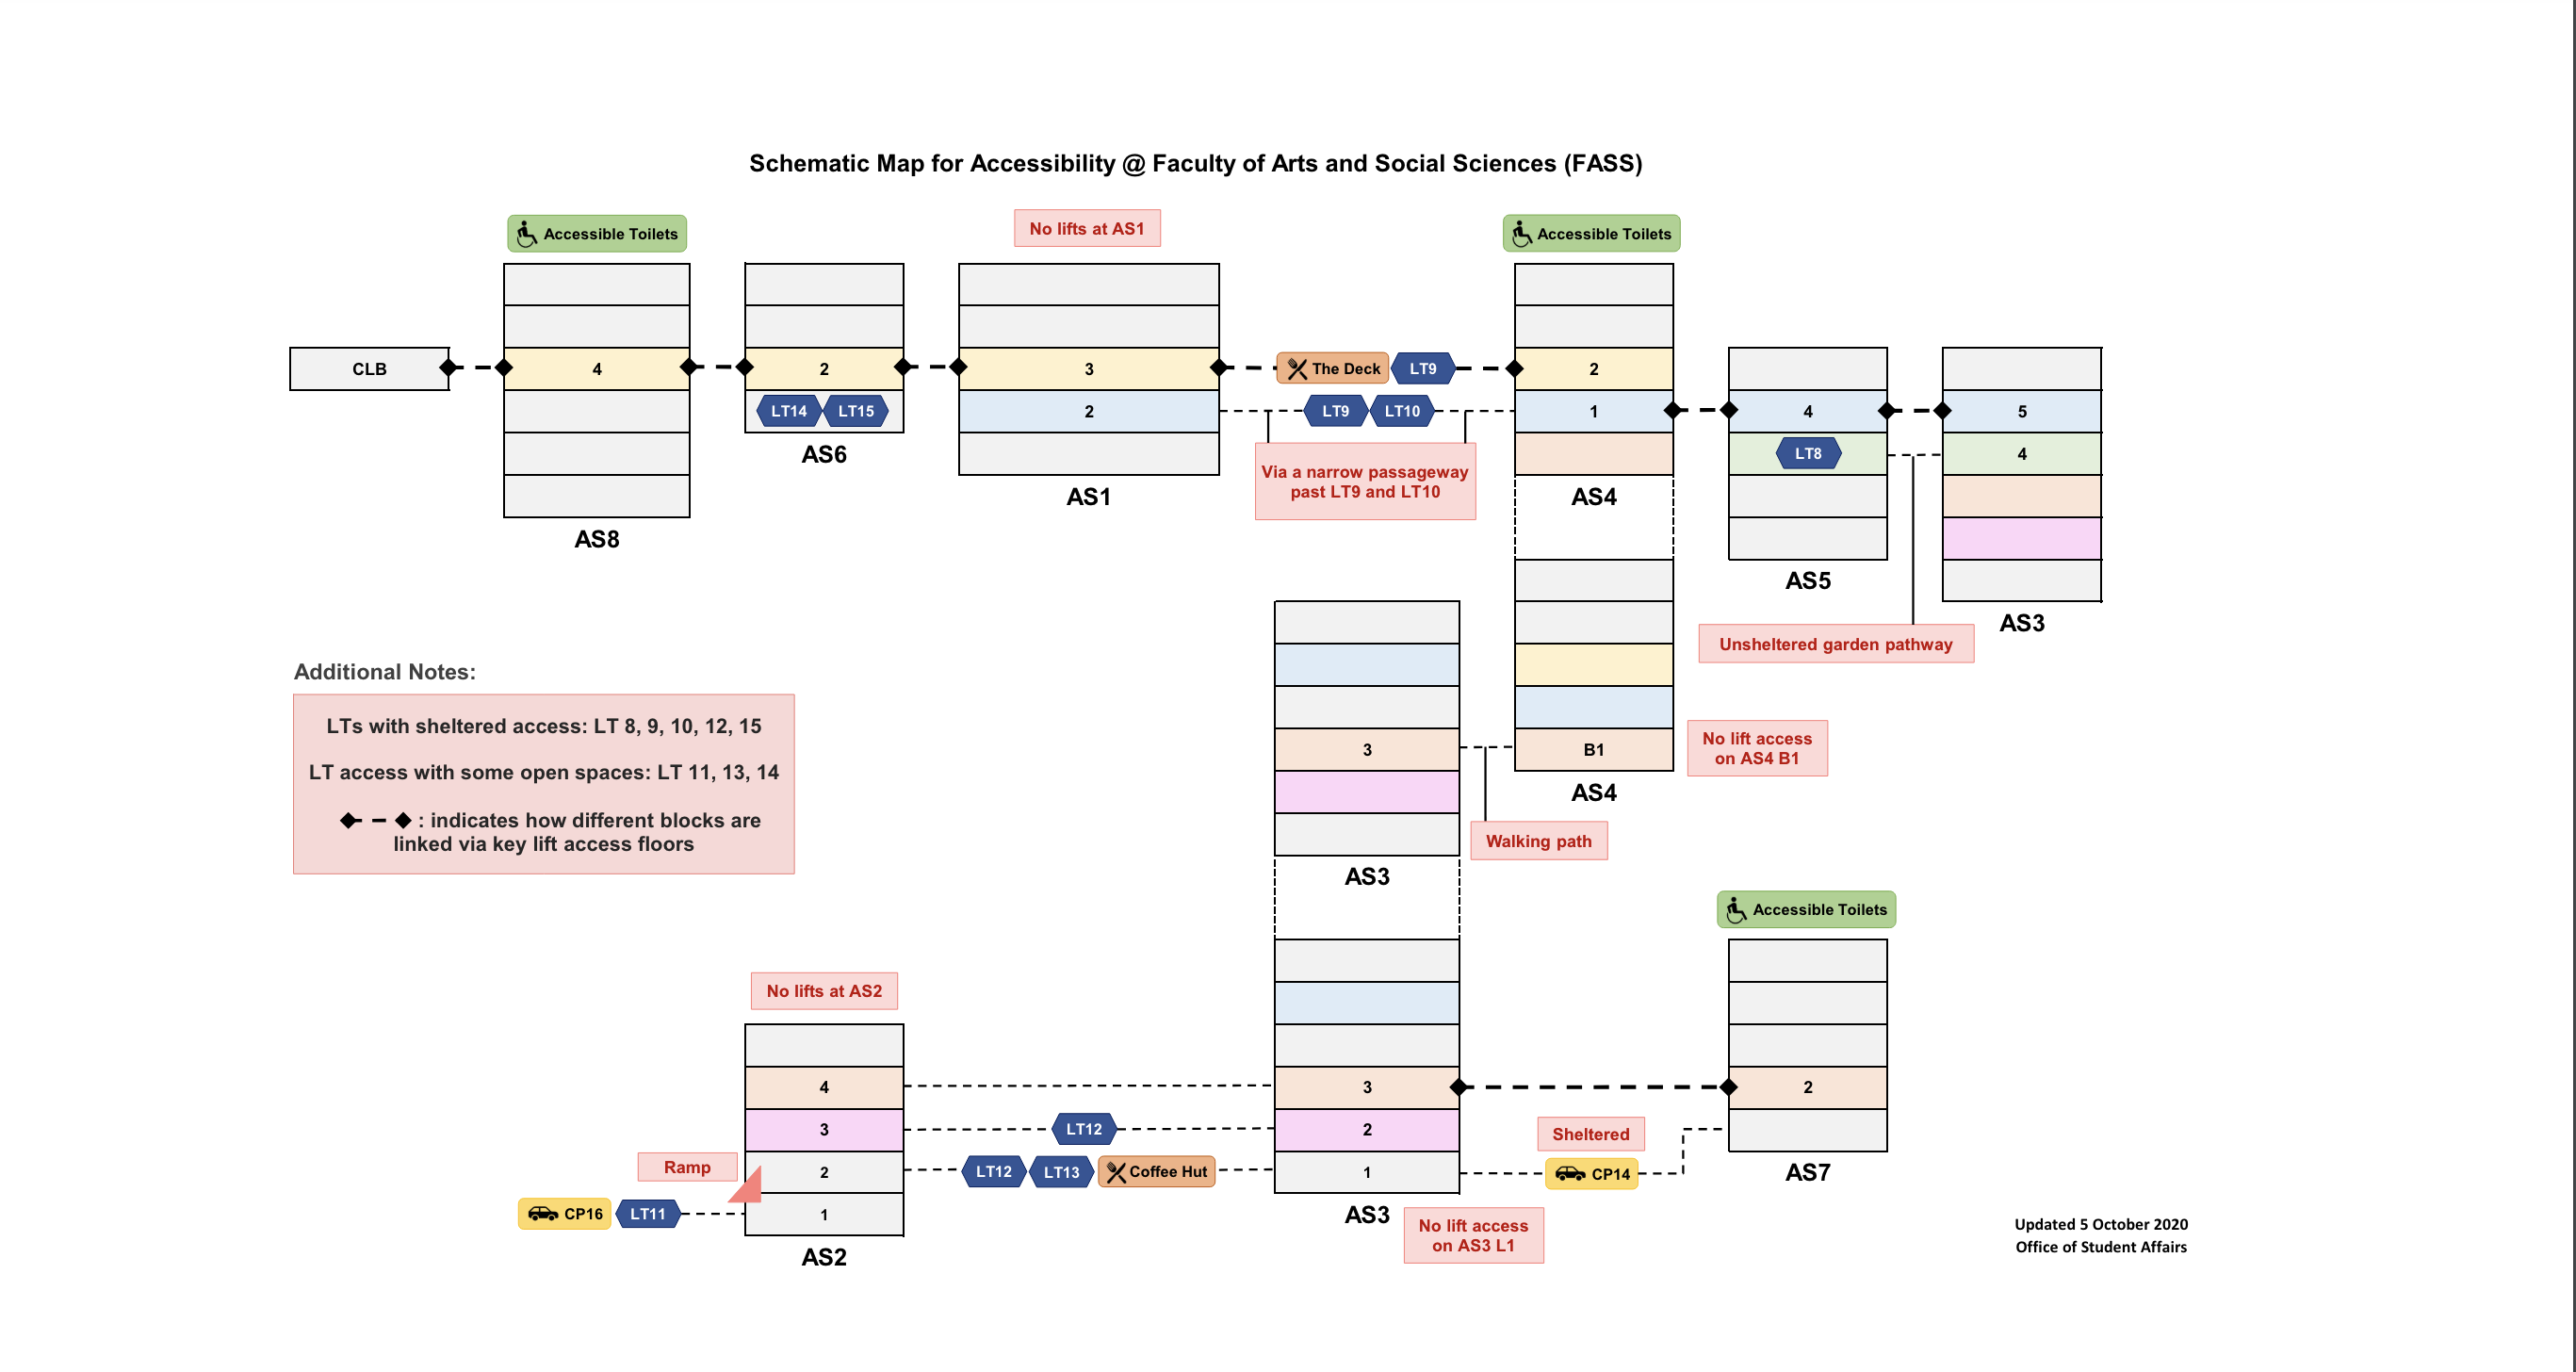 Schematic Map for Accessibility @ Faculty of Arts and Social Sciences (FASS)
Accessible Toilets
No lifts at AS1
Accessible Toilets
CLB
4
2
3
The Deck
LT9
2
LT14
LT15
2
LT9
LT10
1
4
5
AS6
LT8
4
Via a narrow passageway
past LT9 and LT10
AS8
AS1
AS4
AS5
AS3
Unsheltered garden pathway
Additional Notes:
LTs with sheltered access: LT 8, 9, 10, 12, 15
LT access with some open spaces: LT 11, 13, 14
: indicates how different blocks are
linked via key lift access floors
3
B1
No lift access
on AS4 B1
AS4
Walking path
AS3
Accessible Toilets
No lifts at AS2
4
3
2
3
LT12
2
Sheltered
Ramp
2
LT12
LT13
Coffee Hut
1
CP14
AS7
CP16
LT11
1
AS3
No lift access
on AS3 L1
AS2
Updated 5 October 2020
Office of Student Affairs